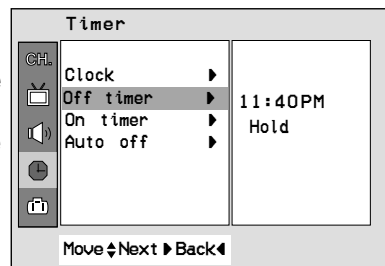 Timer
CH.
Clock
Off timer
On timer
Auto off
11:40PM
Hold
Move Next Back